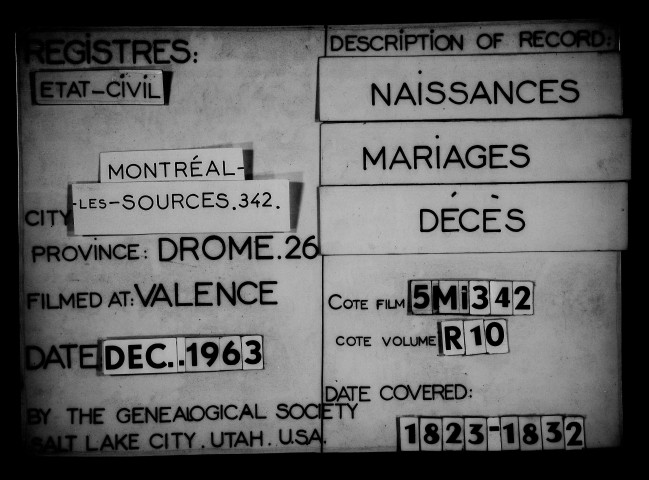 REGISTRES:
ETAT-CIVIL
MONTRÉAL-
-LES-SOURCES.342.
CITY
PROVINCE: DROME.26
FILMED AT: VALENCE
DATE DEC..1963
BY THE GENEALOGICAL SOCIETY
SALT LAKE CITY. UTAH. U.S.A.
DESCRIPTION OF RECORD:
NAISSANCES
MARIAGES
DÉCÈS
COTE FILM 5Mi342
COTE VOLUME R10
DATE COVERED:
1823-1832